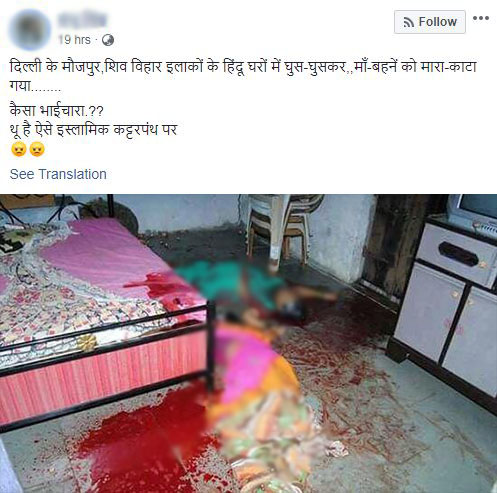 Follow
19 hrs ·
दिल्ली के मौजपुर,शिव विहार इलाकों के हिंदू घरों में घुस-घुसकर,,माँ-बहनें को मारा-काटा
गया........
कैसा भाईचारा.??
थू है ऐसे इस्लामिक कट्टरपंथ पर
😠😠
See Translation